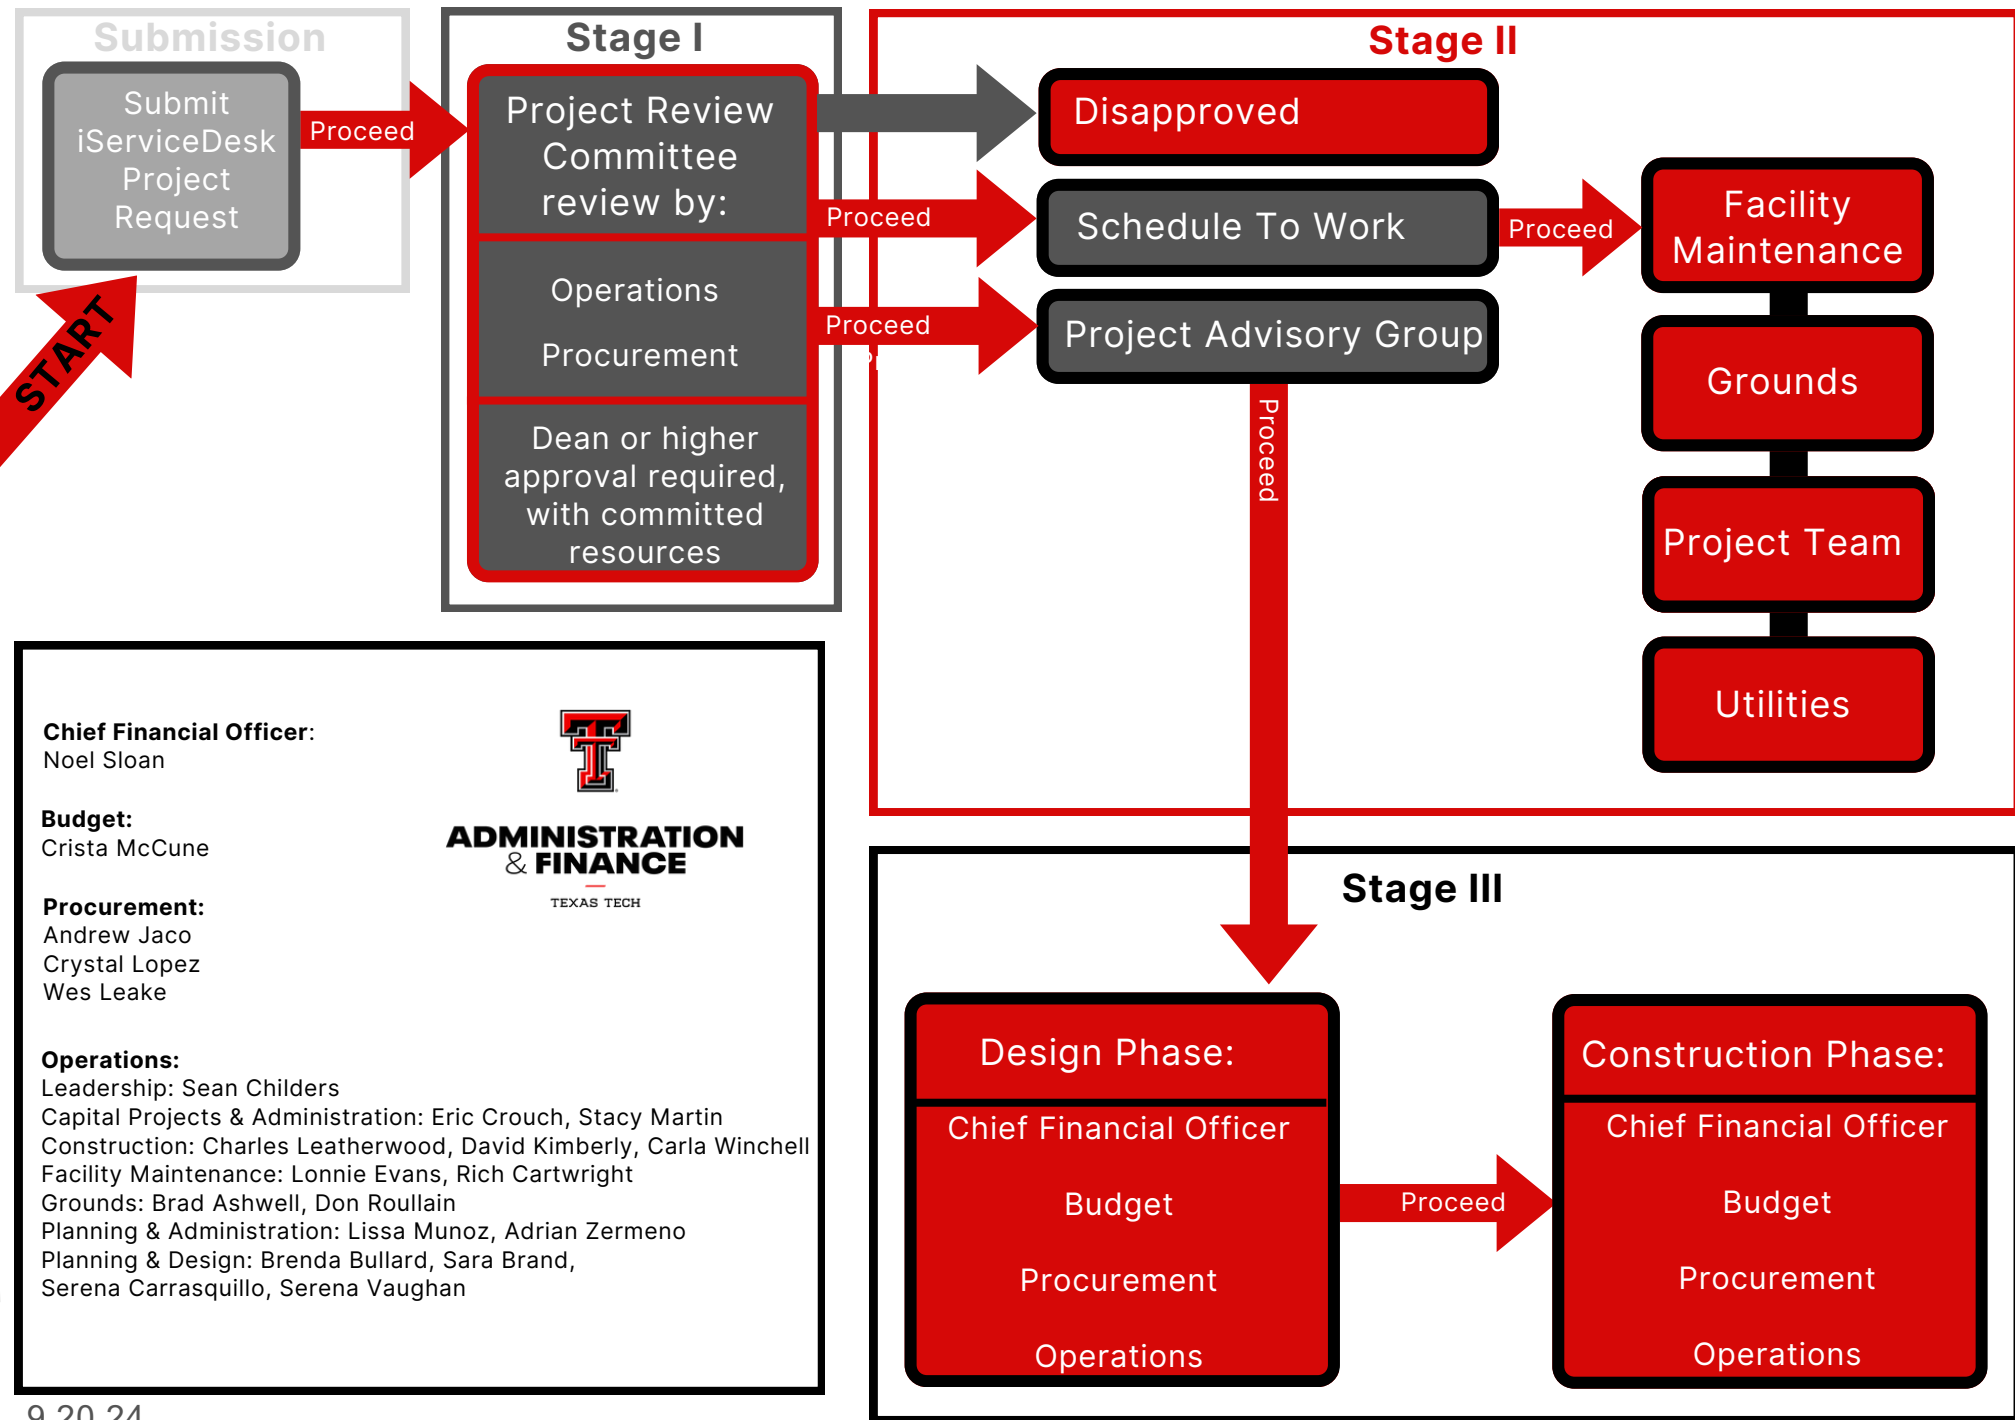 Submission
Submit
iServiceDesk
Project
Request
START
Proceed
Stage I
Project Review
Committee
review by:
Operations
Procurement
Dean or higher
approval required,
with committed
resources
Proceed
Proceed
Stage II
Disapproved
Schedule To Work
Project Advisory Group
Proceed
Facility
Maintenance
Grounds
Project Team
Utilities
Proceed
Chief Financial Officer:
Noel Sloan
Budget:
Crista McCune
Procurement:
Andrew Jaco
Crystal Lopez
Wes Leake
Operations:
Leadership: Sean Childers
Capital Projects & Administration: Eric Crouch, Stacy Martin
Construction: Charles Leatherwood, David Kimberly, Carla Winchell
Facility Maintenance: Lonnie Evans, Rich Cartwright
Grounds: Brad Ashwell, Don Roullain
Planning & Administration: Lissa Munoz, Adrian Zermeno
Planning & Design: Brenda Bullard, Sara Brand,
Serena Carrasquillo, Serena Vaughan
ADMINISTRATION
& FINANCE
TEXAS TECH
Stage III
Design Phase:
Chief Financial Officer
Budget
Procurement
Operations
Proceed
Construction Phase:
Chief Financial Officer
Budget
Procurement
Operations
9.20.24